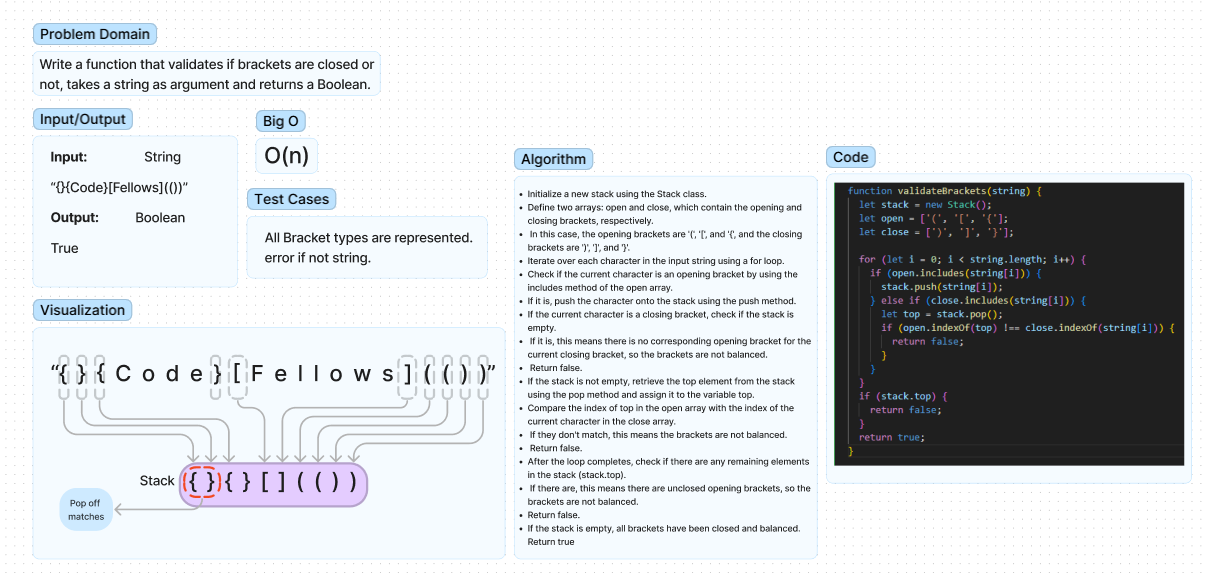 Problem Domain
Write a function that validates if brackets are closed or
not, takes a string as argument and returns a Boolean.
Input/Output
Input: String
“{}{Code}[Fellows](())”
Output: Boolean
True
Big O
O(n)
Test Cases
All Bracket types are represented.
error if not string.
Visualization
“{}{Code}[Fellows](())”
Stack
{}{}[](())
Pop off
matches
Algorithm
• Initialize a new stack using the Stack class.
• Define two arrays: open and close, which contain the opening and
closing brackets, respectively.
• In this case, the opening brackets are '(', '[', and '{', and the closing
brackets are ')', ']', and '}'.
• Iterate over each character in the input string using a for loop.
• Check if the current character is an opening bracket by using the
includes method of the open array.
• If it is, push the character onto the stack using the push method.
• If the current character is a closing bracket, check if the stack is
empty.
• If it is, this means there is no corresponding opening bracket for the
current closing bracket, so the brackets are not balanced.
• Return false.
• If the stack is not empty, retrieve the top element from the stack
using the pop method and assign it to the variable top.
• Compare the index of top in the open array with the index of the
current character in the close array.
• If they don't match, this means the brackets are not balanced.
• Return false.
• After the loop completes, check if there are any remaining elements
in the stack (stack.top).
• If there are, this means there are unclosed opening brackets, so the
brackets are not balanced.
• Return false.
• If the stack is empty, all brackets have been closed and balanced.
Return true
Code
function validateBrackets(string) {
let stack = new Stack();
let open = ['(', '[', '{'];
let close = [')', ']', '}'];
for (let i = 0; i < string.length; i++) {
if (open.includes(string[i])) {
stack.push(string[i]);
} else if (close.includes(string[i])) {
let top = stack.pop();
if (open.indexOf(top) !== close.indexOf(string[i])) {
return false;
}
}
}
if (stack.top) {
return false;
}
return true;
}